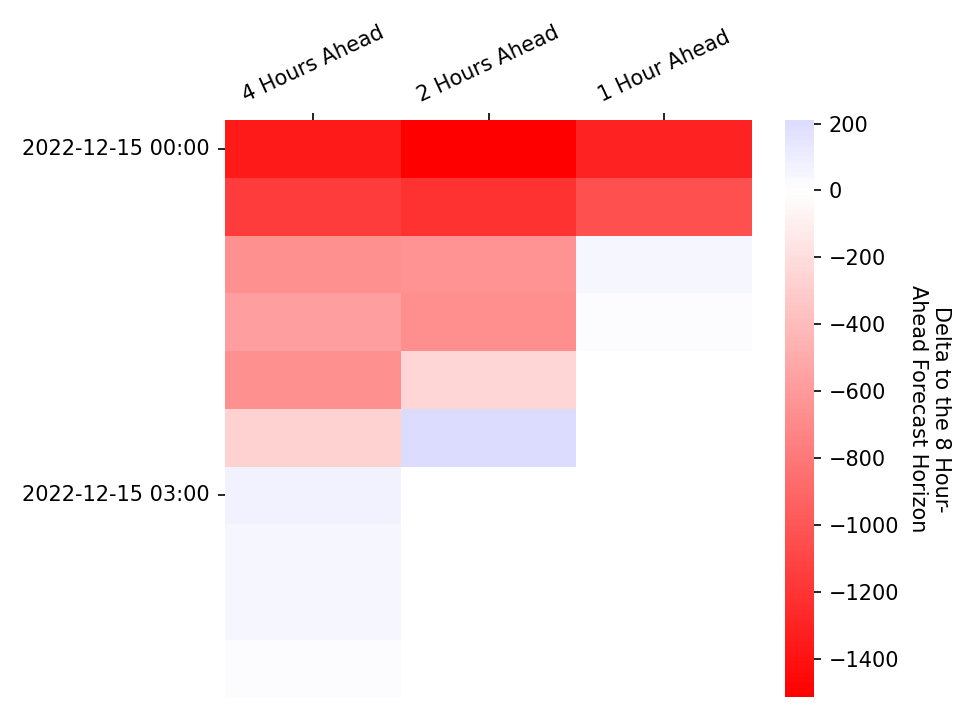 4 Hours Ahead
2 Hours Ahead
1 Hour Ahead
2022-12-15 00:00
2022-12-15 03:00
200
0
−200
−400
−600
−800
−1000
−1200
−1400
Delta to the 8 Hour-
Ahead Forecast Horizon